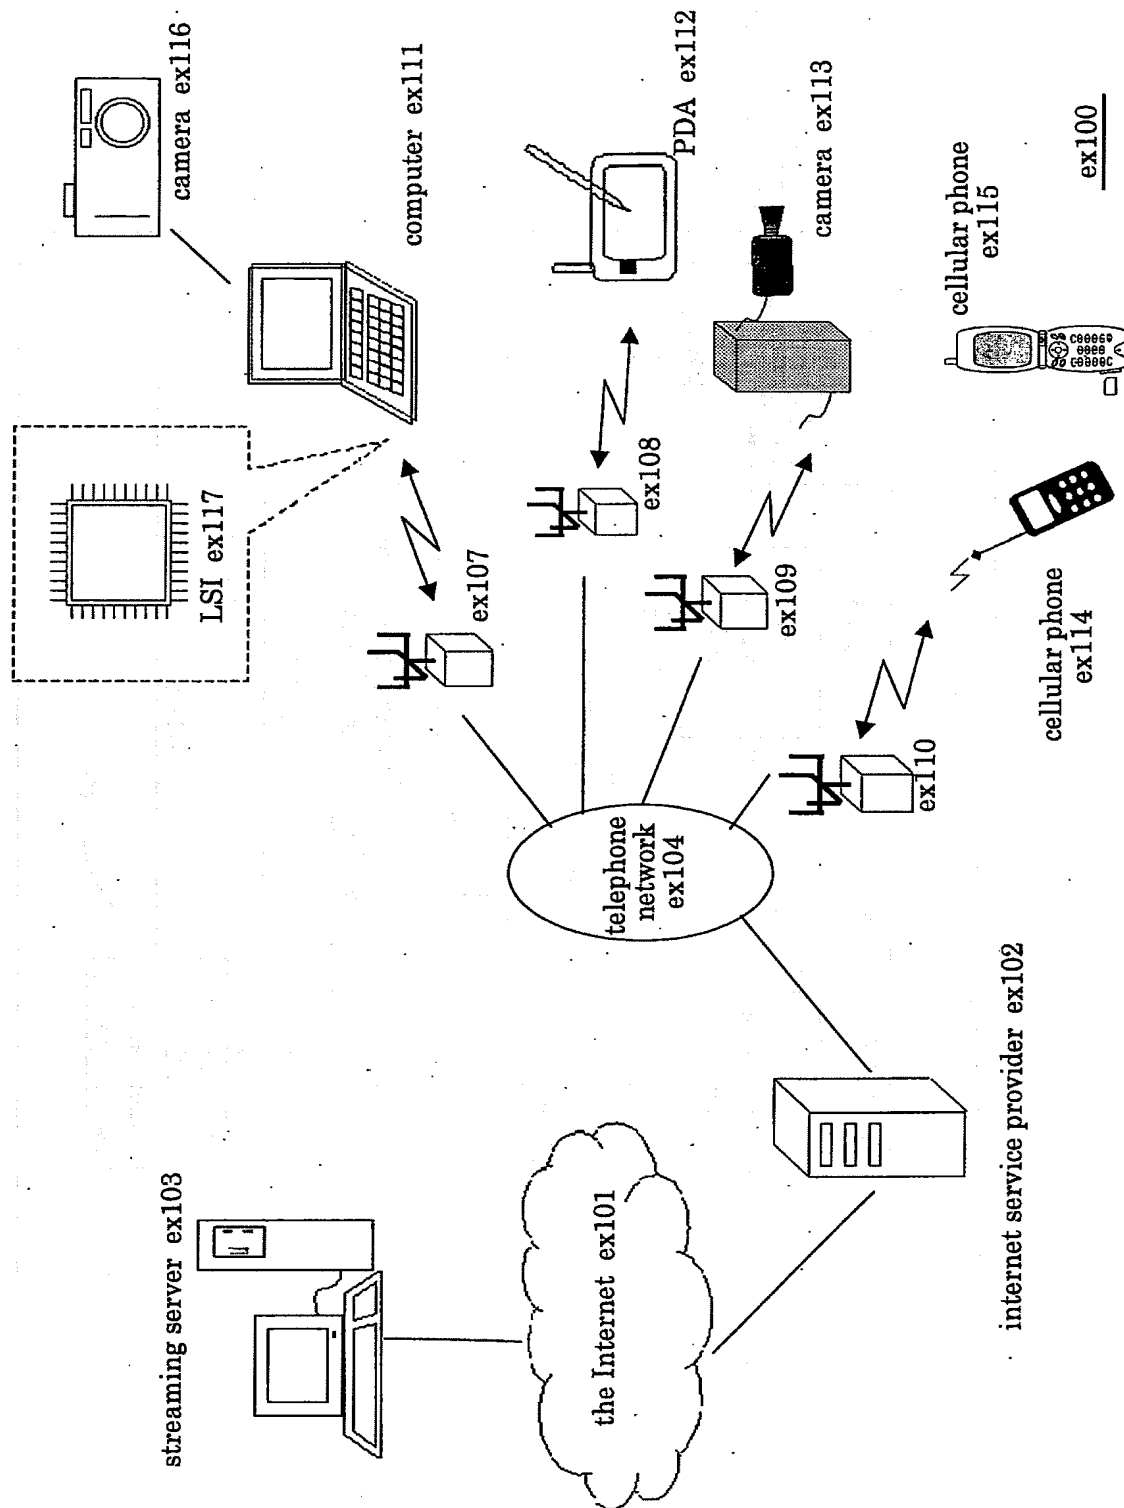 streaming server ex103
the Internet ex101
internet service provider ex102
telephone
network
ex104
LSI ex117
ex107
ex108
ex109
ex110
camera ex116
computer ex111
PDA ex112
camera ex113
cellular phone
ex114
cellular phone
ex115
ex100